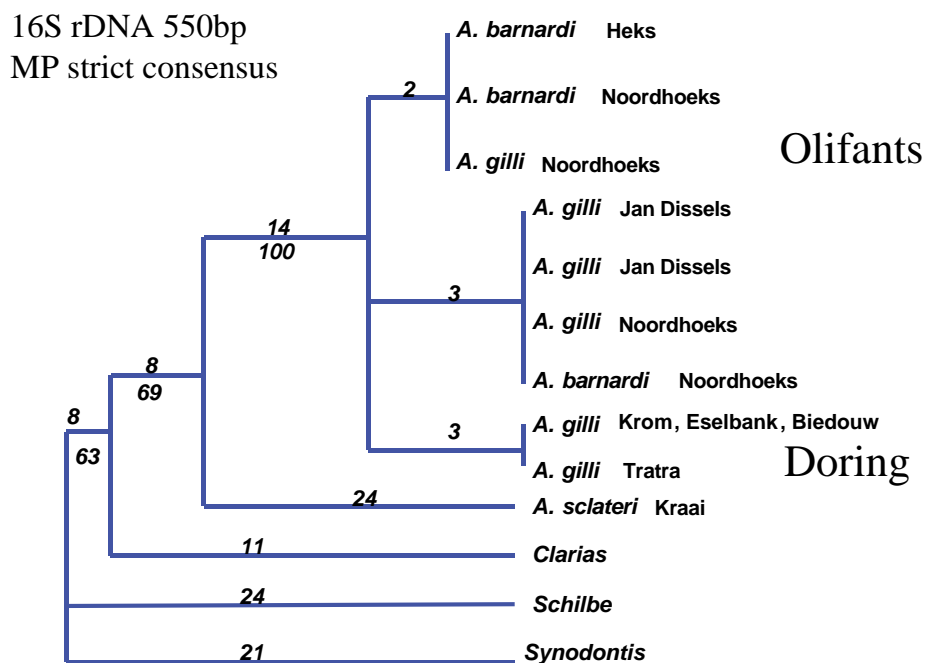 16S rDNA 550bp
MP strict consensus
A. barnardi Heks
2
A. barnardi Noordhoeks
Olifants
A. gilli Noordhoeks
A. gilli Jan Dissels
14
100
A. gilli Jan Dissels
3
A. gilli Noordhoeks
8
69
A. barnardi Noordhoeks
8
63
A. gilli Krom, Eselbank, Biedouw
3
Doring
A. gilli Tratra
24
A. sclateri Kraai
11
Clarias
24
Schilbe
21
Synodontis